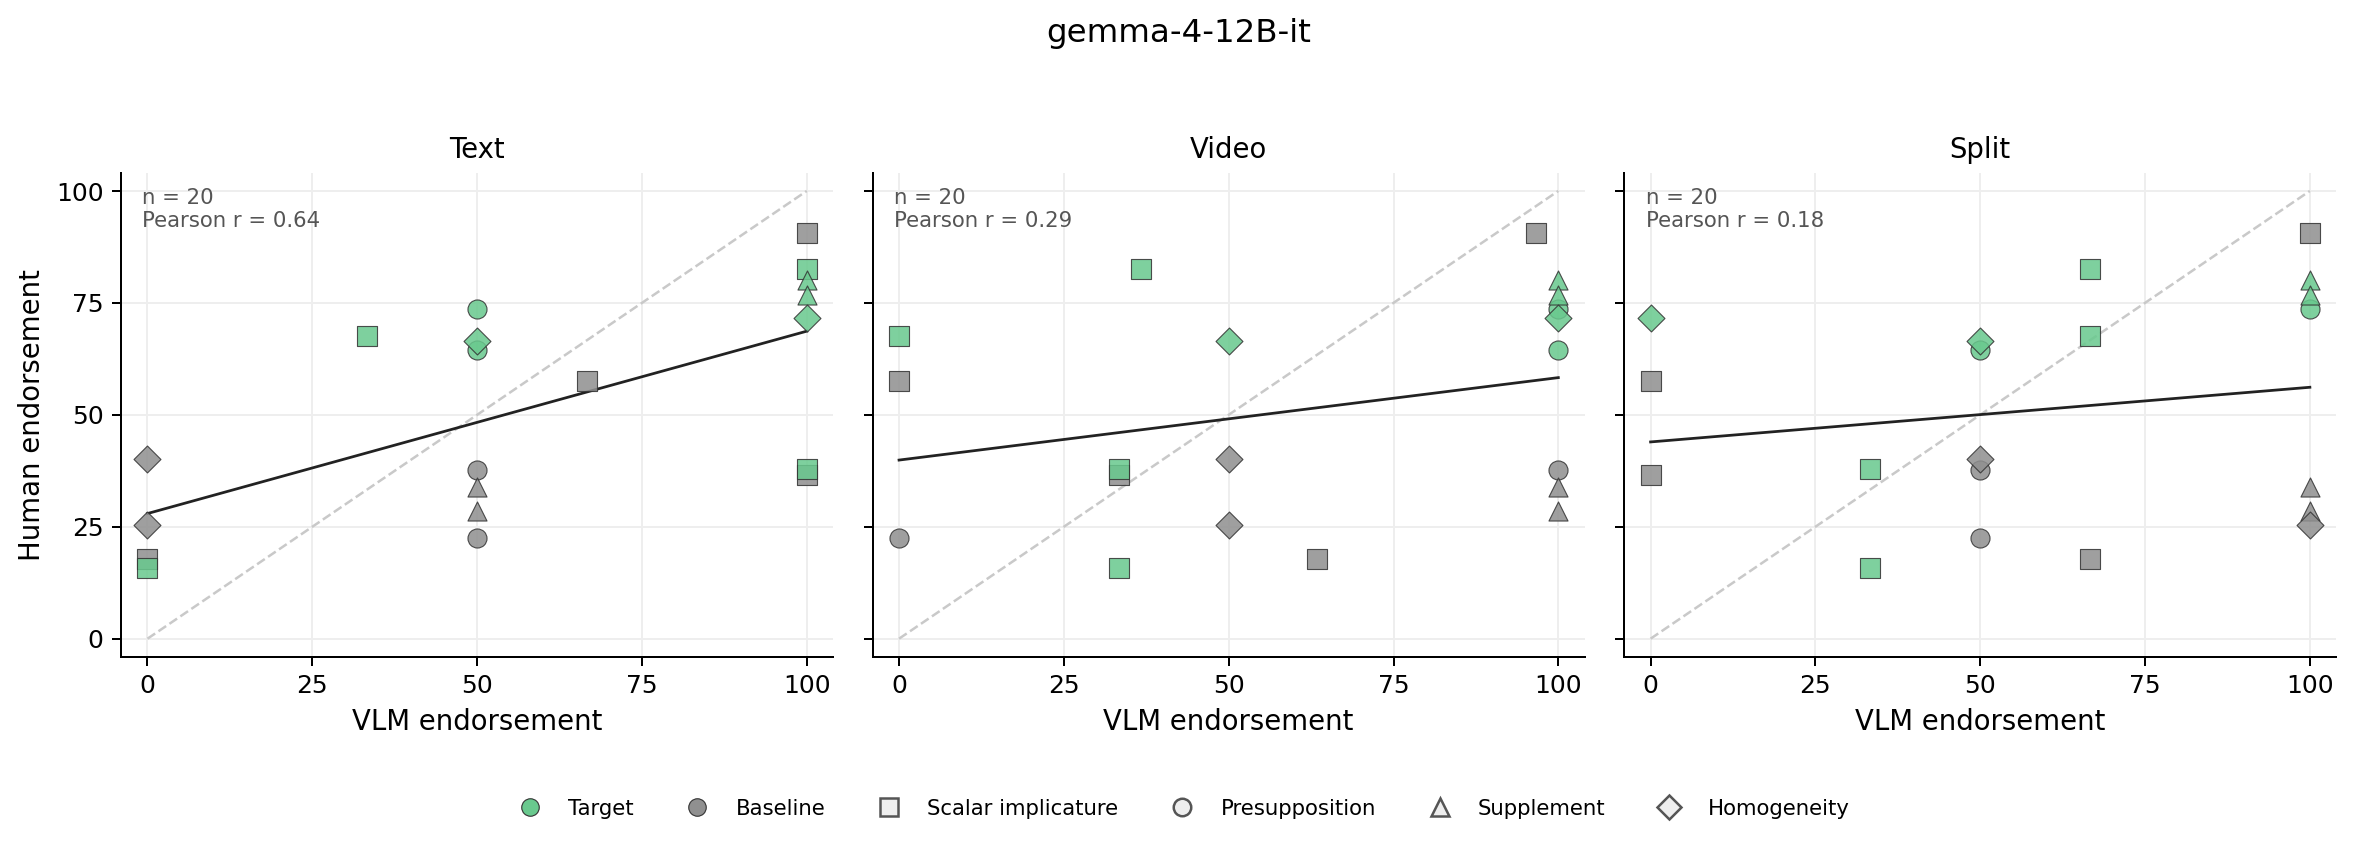 gemma-4-12B-it
Text
Video
Split
n = 20
Pearson r = 0.64
n = 20
Pearson r = 0.29
n = 20
Pearson r = 0.18
Human endorsement
100
75
50
25
0
0 25 50 75 100
0 25 50 75 100
0 25 50 75 100
VLM endorsement
VLM endorsement
VLM endorsement
Target Baseline Scalar implicature Presupposition Supplement Homogeneity